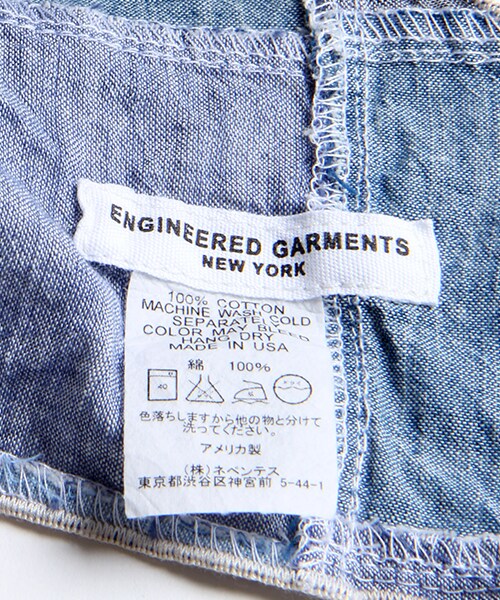 ENGINEERED GARMENTS
NEW YORK
100% COTTON
MACHINE WASH COLD
SEPARATELY
COLOR MAY BLEED
HANG DRY
MADE IN USA
綿 100%
40
色落ちしますから他の物と分けて
洗ってください。
アメリカ製
(株)ネペンテス
東京都渋谷区神宮前 5-44-1